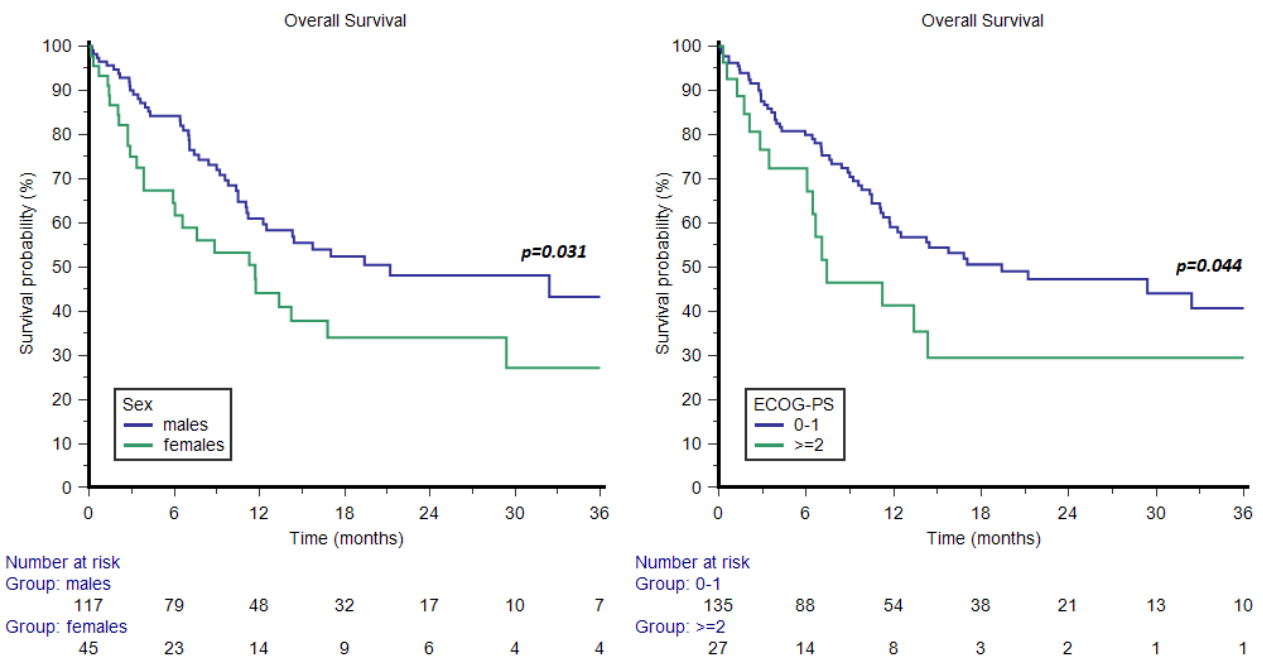 Overall Survival
Survival probability (%)
100
90
80
70
60
50
40
30
20
10
0
p=0.031
Sex
males
females
0 6 12 18 24 30 36
Time (months)
Number at risk
Group: males
117 79 48 32 17 10 7
Group: females
45 23 14 9 6 4 4
Overall Survival
Survival probability (%)
100
90
80
70
60
50
40
30
20
10
0
p=0.044
ECOG-PS
0-1
>=2
0 6 12 18 24 30 36
Time (months)
Number at risk
Group: 0-1
135 88 54 38 21 13 10
Group: >=2
27 14 8 3 2 1 1